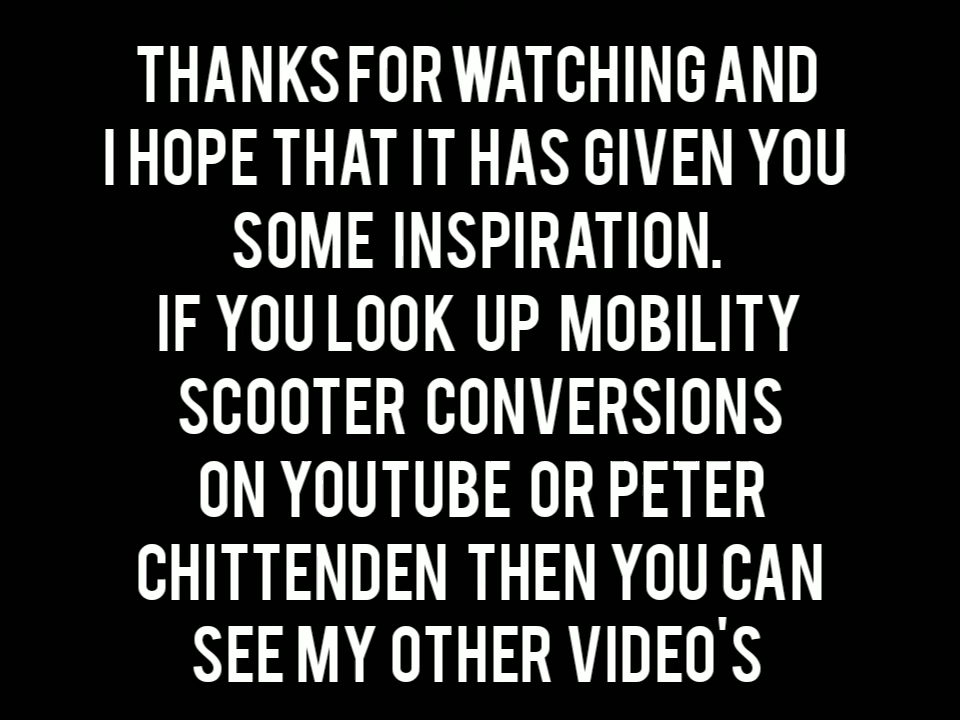 THANKS FOR WATCHING AND
I HOPE THAT IT HAS GIVEN YOU
SOME INSPIRATION.
IF YOU LOOK UP MOBILITY
SCOOTER CONVERSIONS
ON YOUTUBE OR PETER
CHITTENDEN THEN YOU CAN
SEE MY OTHER VIDEO'S